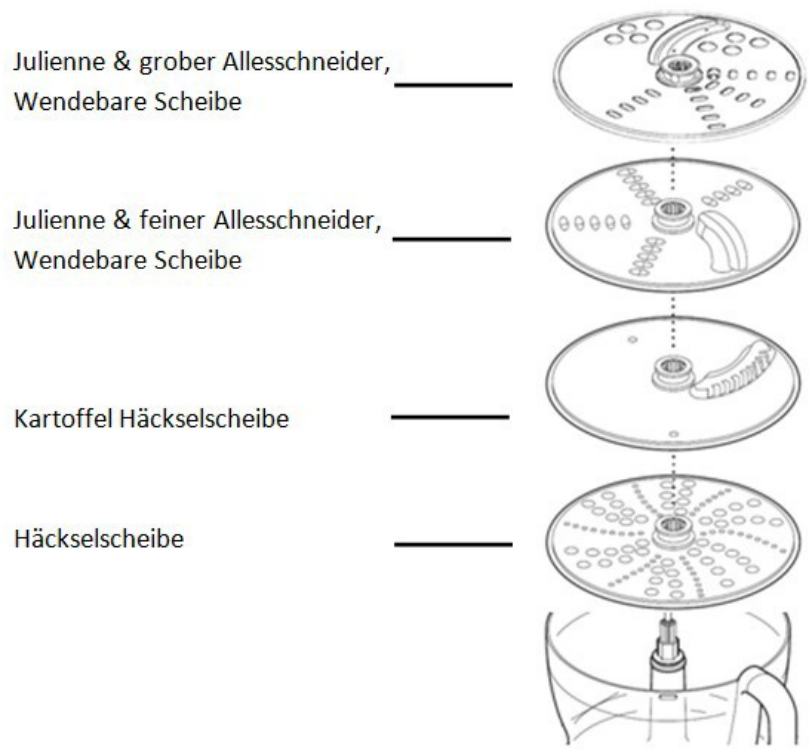 Julienne & grober Allesschneider,
Wendebare Scheibe
Julienne & feiner Allesschneider,
Wendebare Scheibe
Kartoffel Häckselscheibe
Häckselscheibe